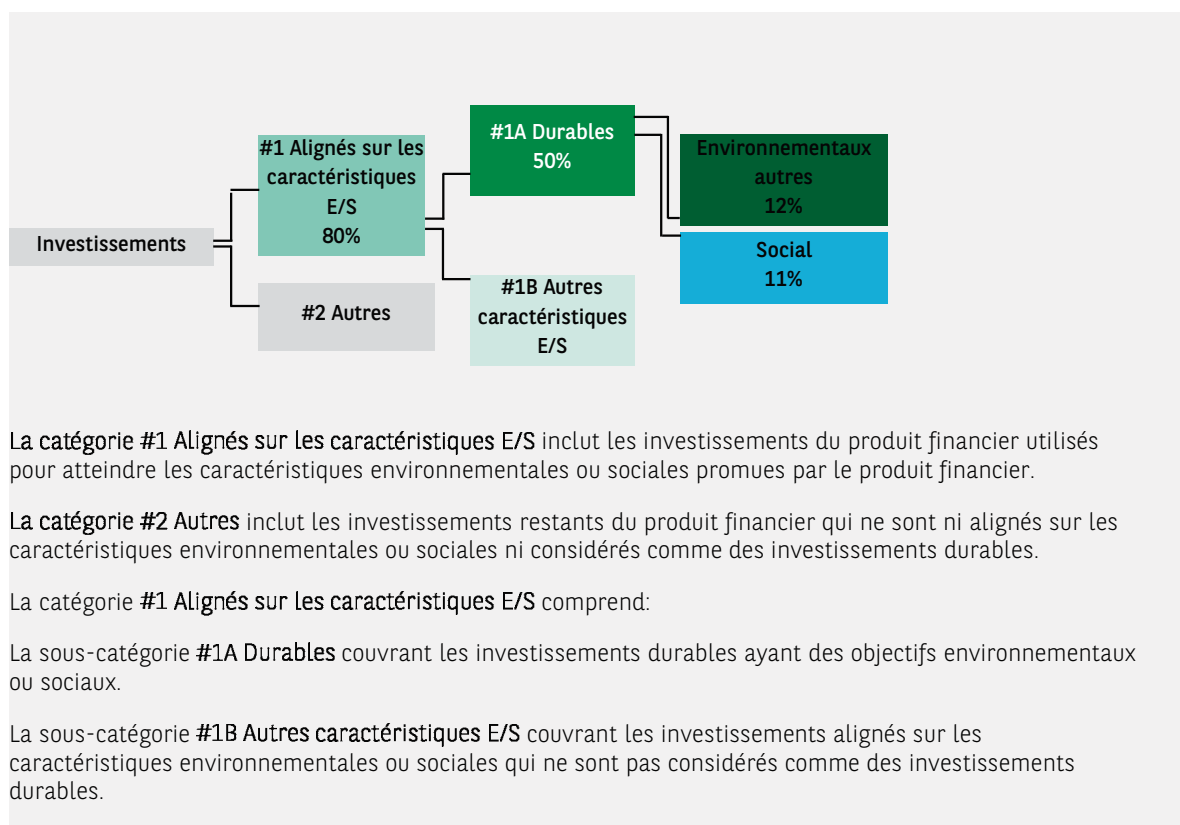 #1A Durables
50%
#1 Alignés sur les
caractéristiques
E/S
80%
Environnementaux
autres
12%
Investissements
Social
11%
#2 Autres
#1B Autres
caractéristiques
E/S
La catégorie #1 Alignés sur les caractéristiques E/S inclut les investissements du produit financier utilisés
pour atteindre les caractéristiques environnementales ou sociales promues par le produit financier.
La catégorie #2 Autres inclut les investissements restants du produit financier qui ne sont ni alignés sur les
caractéristiques environnementales ou sociales ni considérés comme des investissements durables.
La catégorie #1 Alignés sur les caractéristiques E/S comprend:
La sous-catégorie #1A Durables couvrant les investissements durables ayant des objectifs environnementaux
ou sociaux.
La sous-catégorie #1B Autres caractéristiques E/S couvrant les investissements alignés sur les
caractéristiques environnementales ou sociales qui ne sont pas considérés comme des investissements
durables.